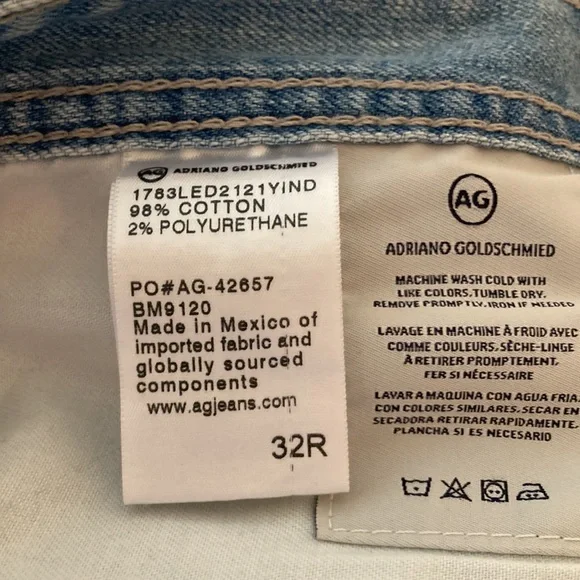 AG ADRIANO GOLDSCHMIED
1783LED2121YIND
98% COTTON
2% POLYURETHANE
PO#AG-42657
BM9120
Made in Mexico of
imported fabric and
globally sourced
components
www.agjeans.com
32R
AG
ADRIANO GOLDSCHMIED
MACHINE WASH COLD WITH
LIKE COLORS, TUMBLE DRY.
REMOVE PROMPTLY, IRON IF NEEDED
LAVAGE EN MACHINE À FROID AVEC
COMME COULEURS, SÈCHE-LINGE
À RETIRER PROMPTEMENT,
FER SI NÉCESSAIRE
LAVAR A MAQUINA CON AGUA FRIA,
CON COLORES SIMILARES, SECAR EN
SECADORA RETIRAR RAPIDAMENTE.
PLANCHA SI ES NECESARIO